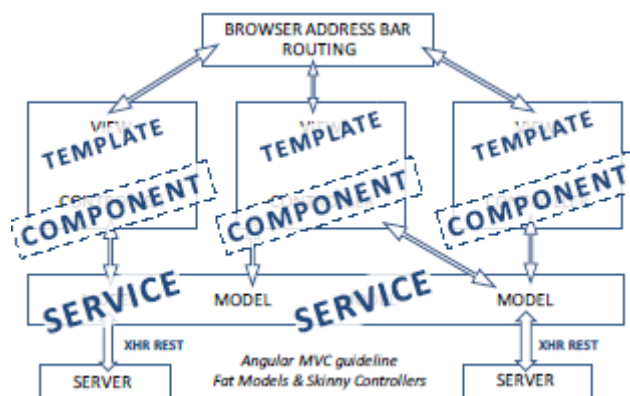 BROWSER ADDRESS BAR
ROUTING
VIEW
TEMPLATE
TEMPLATE
TEMPLATE
COMPONENT
COMPONENT
COMPONENT
SERVICE
MODEL
SERVICE
MODEL
XHR REST
XHR REST
Angular MVC guideline
Fat Models & Skinny Controllers
SERVER
SERVER